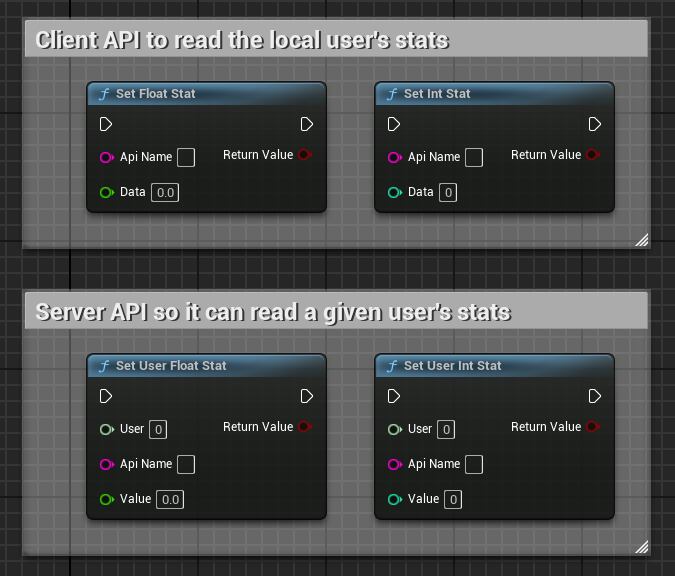 Client API to read the local user's stats
f Set Float Stat
f Set Int Stat
Api Name
Return Value
Api Name
Return Value
Data 0.0
Data 0
Server API so it can read a given user's stats
f Set User Float Stat
f Set User Int Stat
User 0
Return Value
User 0
Return Value
Api Name
Api Name
Value 0.0
Value 0